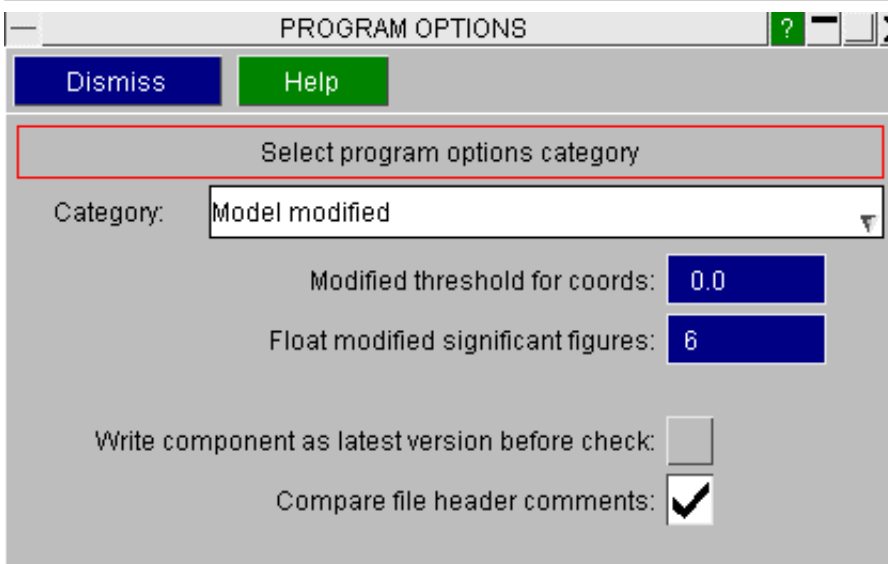 PROGRAM OPTIONS ?
Dismiss Help
Select program options category
Category: Model modified
Modified threshold for coords: 0.0
Float modified significant figures: 6
Write component as latest version before check:
Compare file header comments: